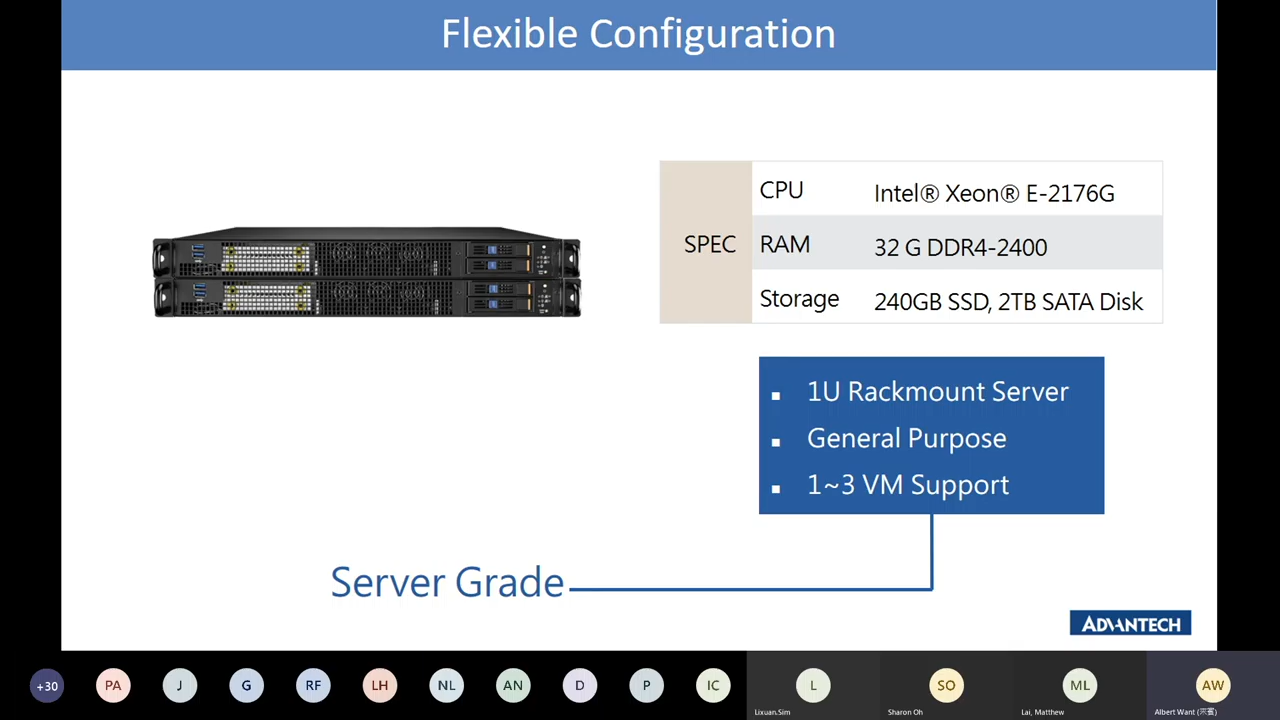 Flexible Configuration
SPEC
CPU Intel® Xeon® E-2176G
RAM 32 G DDR4-2400
Storage 240GB SSD, 2TB SATA Disk
▪ 1U Rackmount Server
▪ General Purpose
▪ 1~3 VM Support
Server Grade
ADVANTECH
+30 PA J G RF LH NL AN D P IC L SO ML AW
Lixuan.Sim Sharon Oh Lai, Matthew Albert Want (来賓)